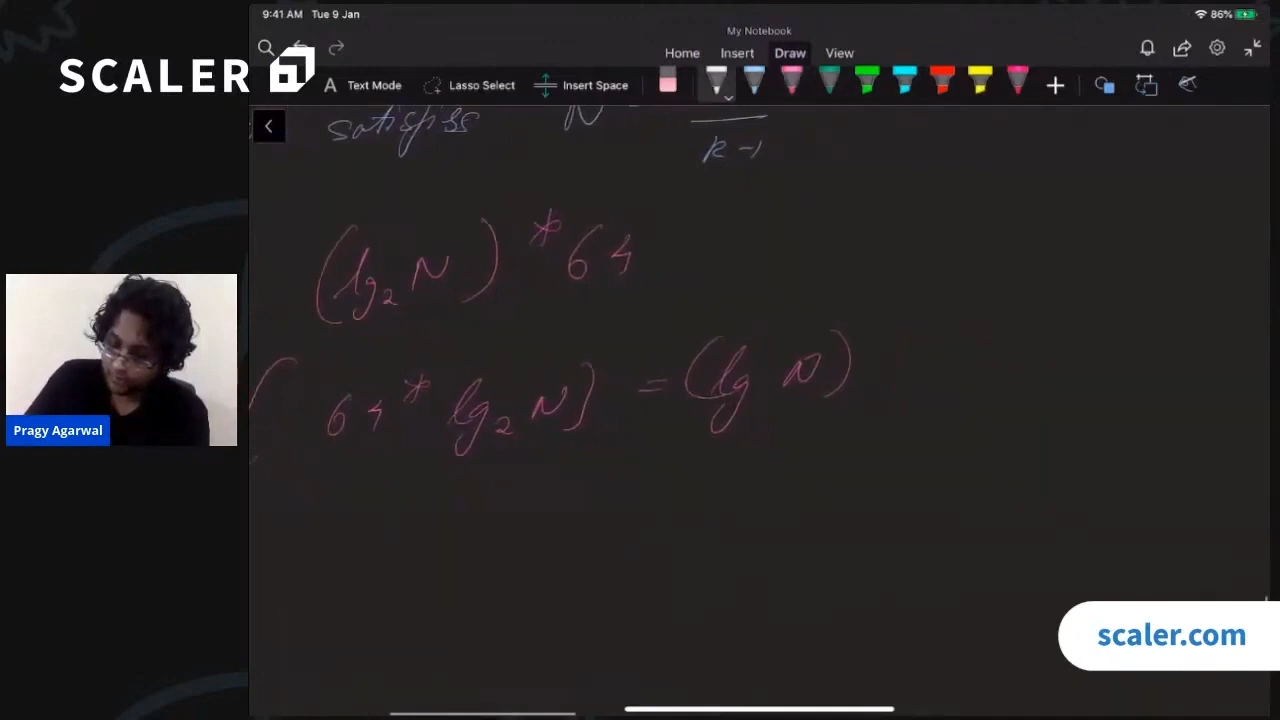 9:41 AM Tue 9 Jan
86%
My Notebook
Home Insert Draw View
SCALER
Text Mode Lasso Select Insert Space
satisfiss N
k-1
(lg₂ N) * 64
(64 * lg₂ N) = (lg N)
Pragy Agarwal
scaler.com